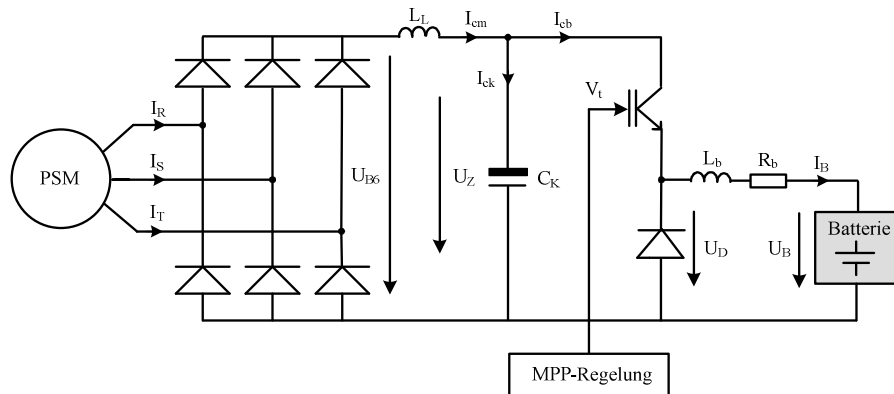 L_L
I_cm
I_cb
I_ck
V_t
I_R
PSM
I_S
I_T
U_B6
U_Z
C_K
L_b
R_b
I_B
U_D
U_B
Batterie
MPP-Regelung